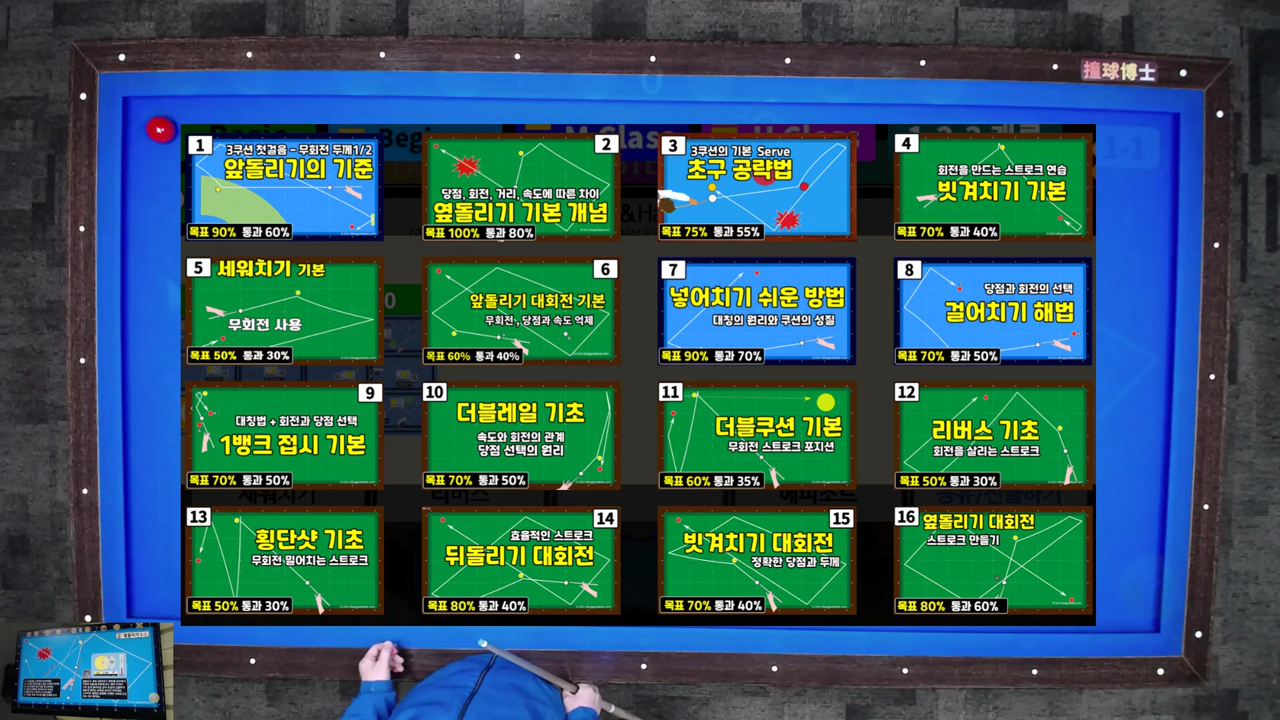 撞球博士
1
3쿠션 첫걸음 - 무회전 두께1/2
앞돌리기의 기준
목표 90% 통과 60%
2
당점, 회전, 거리, 속도에 따른 차이
옆돌리기 기본 개념
목표 100% 통과 80%
3
3쿠션의 기본 Serve
초구 공략법
목표 75% 통과 55%
4
회전을 만드는 스트로크 연습
빗겨치기 기본
목표 70% 통과 40%
5
세워치기 기본
무회전 사용
목표 50% 통과 30%
6
앞돌리기 대회전 기본
무회전, 당점과 속도 억제
목표 60% 통과 40%
7
넣어치기 쉬운 방법
대칭의 원리와 쿠션의 성질
목표 90% 통과 70%
8
당점과 회전의 선택
걸어치기 해법
목표 70% 통과 50%
9
대칭법 + 회전과 당점 선택
1뱅크 접시 기본
목표 70% 통과 50%
10
더블레일 기초
속도와 회전의 관계
당점 선택의 원리
목표 70% 통과 50%
11
더블쿠션 기본
무회전 스트로크 포지션
목표 60% 통과 35%
12
리버스 기초
회전을 살리는 스트로크
목표 50% 통과 30%
13
횡단샷 기초
무회전 밀어치는 스트로크
목표 50% 통과 30%
14
효율적인 스트로크
뒤돌리기 대회전
목표 80% 통과 40%
15
빗겨치기 대회전
정확한 당점과 두께
목표 70% 통과 40%
16
옆돌리기 대회전
스트로크 만들기
목표 80% 통과 60%